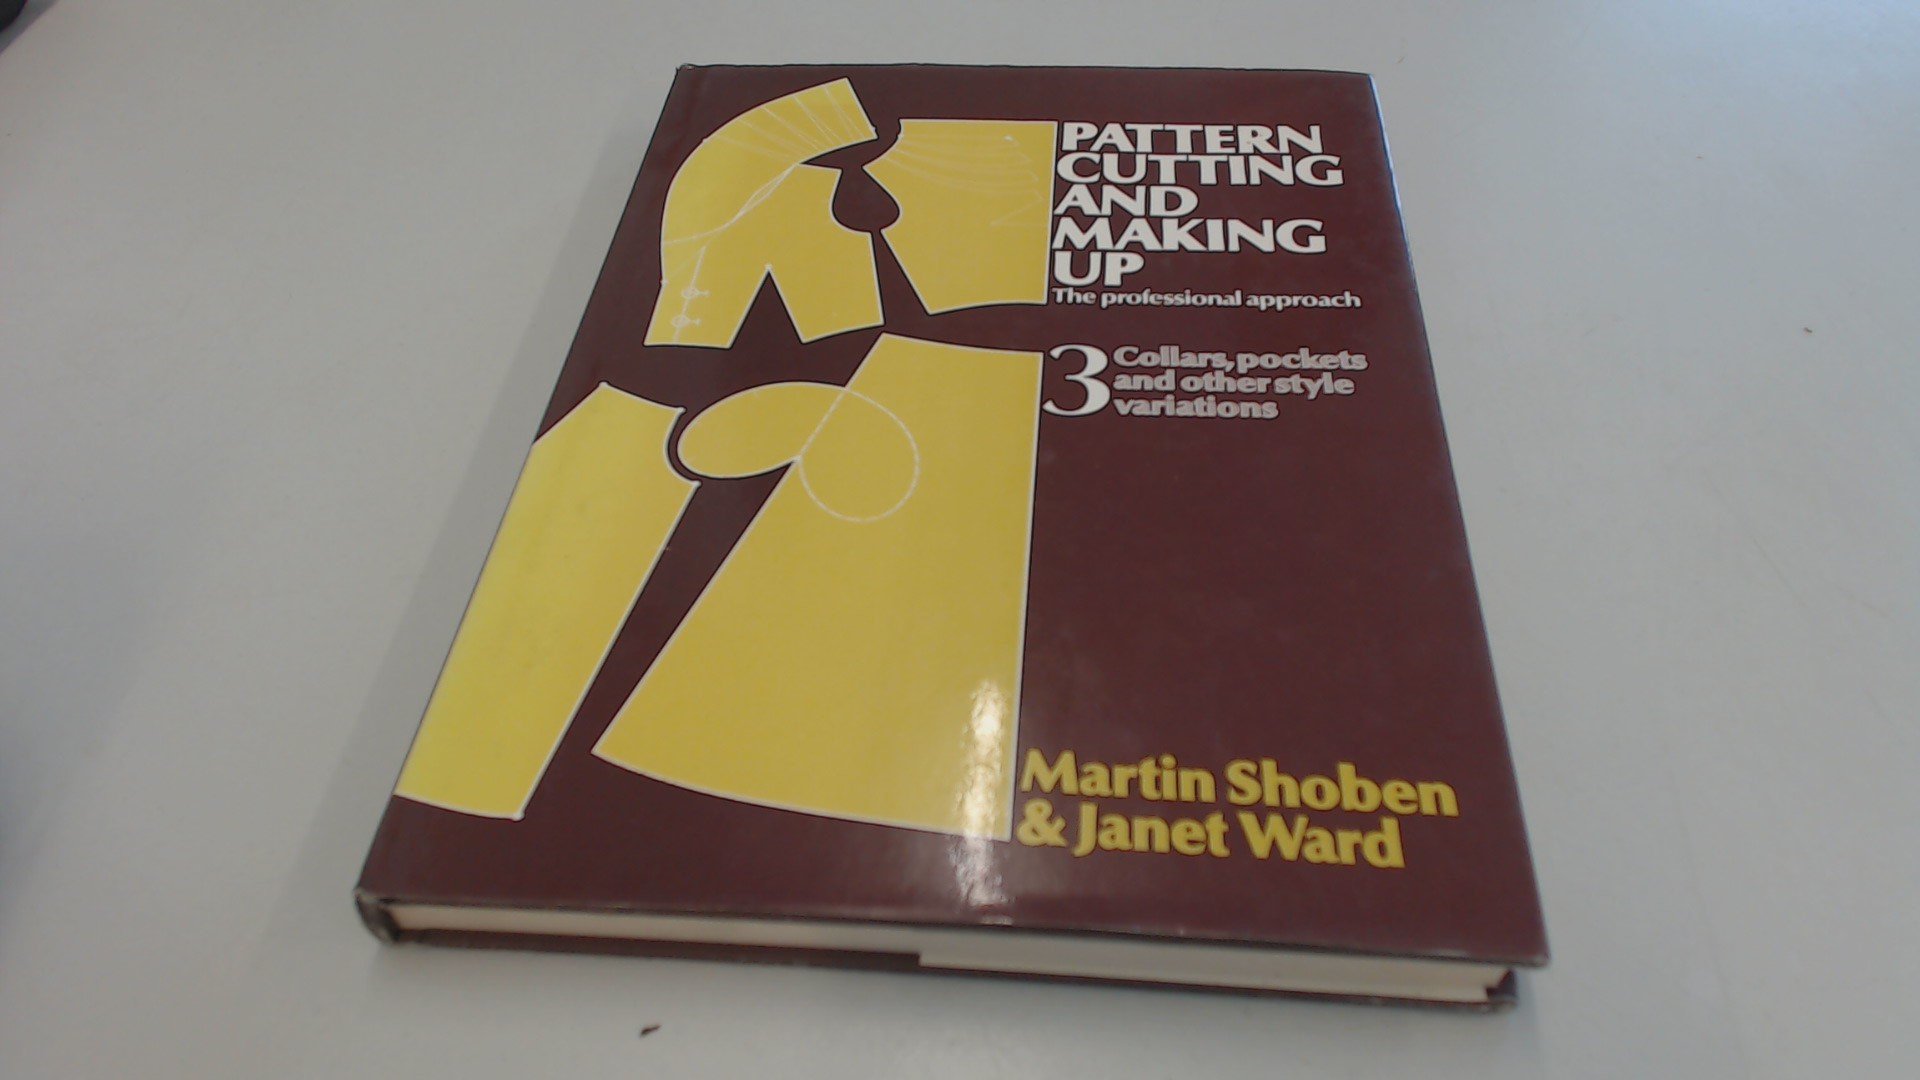 PATTERN
CUTTING
AND
MAKING
UP
The professional approach
3
Collars, pockets
and other style
variations
Martin Shoben
& Janet Ward